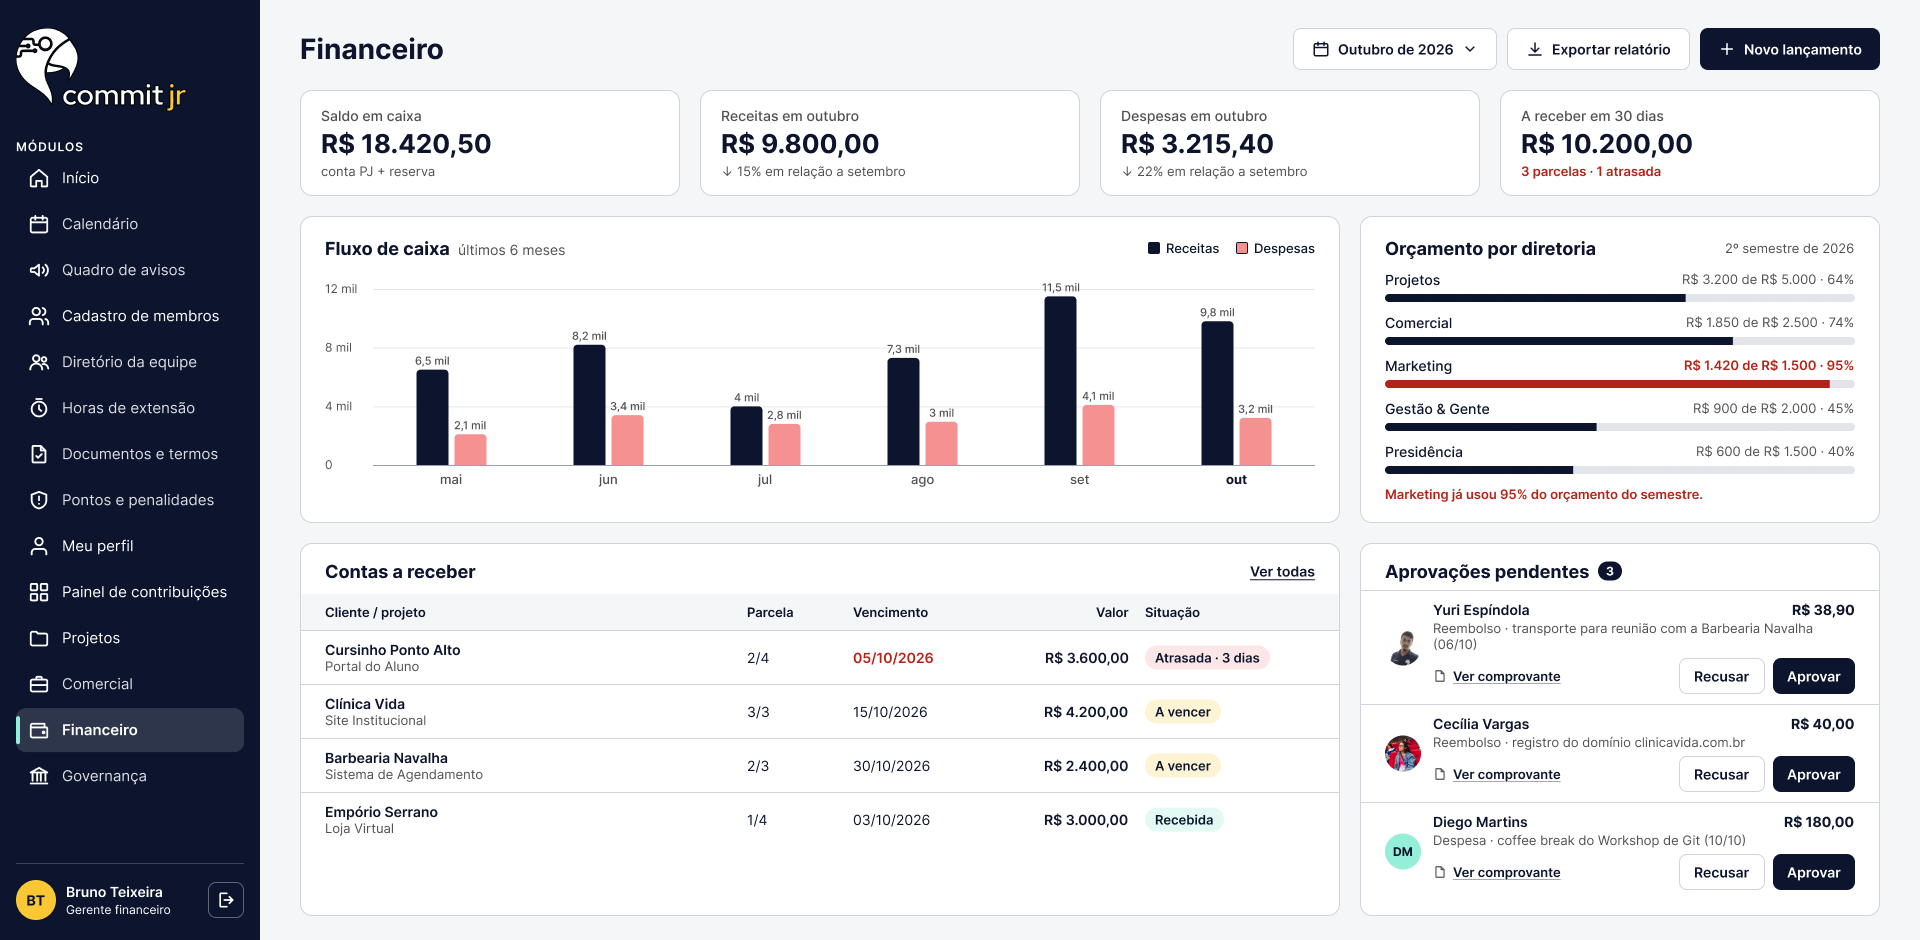 commit jr
MÓDULOS
Início
Calendário
Quadro de avisos
Cadastro de membros
Diretório da equipe
Horas de extensão
Documentos e termos
Pontos e penalidades
Meu perfil
Painel de contribuições
Projetos
Comercial
Financeiro
Governança
BT
Bruno Teixeira
Gerente financeiro
Financeiro
Outubro de 2026
Exportar relatório
Novo lançamento
Saldo em caixa
R$ 18.420,50
conta PJ + reserva
Receitas em outubro
R$ 9.800,00
↓ 15% em relação a setembro
Despesas em outubro
R$ 3.215,40
↓ 22% em relação a setembro
A receber em 30 dias
R$ 10.200,00
3 parcelas · 1 atrasada
Fluxo de caixa últimos 6 meses
Receitas Despesas
12 mil
8 mil
4 mil
0
6,5 mil
2,1 mil
8,2 mil
3,4 mil
4 mil
2,8 mil
7,3 mil
3 mil
11,5 mil
4,1 mil
9,8 mil
3,2 mil
mai jun jul ago set out
Orçamento por diretoria 2º semestre de 2026
Projetos R$ 3.200 de R$ 5.000 · 64%
Comercial R$ 1.850 de R$ 2.500 · 74%
Marketing R$ 1.420 de R$ 1.500 · 95%
Gestão & Gente R$ 900 de R$ 2.000 · 45%
Presidência R$ 600 de R$ 1.500 · 40%
Marketing já usou 95% do orçamento do semestre.
Contas a receber Ver todas
Cliente / projeto Parcela Vencimento Valor Situação
Cursinho Ponto Alto
Portal do Aluno
2/4 05/10/2026 R$ 3.600,00 Atrasada · 3 dias
Clínica Vida
Site Institucional
3/3 15/10/2026 R$ 4.200,00 A vencer
Barbearia Navalha
Sistema de Agendamento
2/3 30/10/2026 R$ 2.400,00 A vencer
Empório Serrano
Loja Virtual
1/4 03/10/2026 R$ 3.000,00 Recebida
Aprovações pendentes 3
Yuri Espíndola R$ 38,90
Reembolso · transporte para reunião com a Barbearia Navalha
(06/10)
Ver comprovante Recusar Aprovar
Cecília Vargas R$ 40,00
Reembolso · registro do domínio clinicavida.com.br
Ver comprovante Recusar Aprovar
DM
Diego Martins R$ 180,00
Despesa · coffee break do Workshop de Git (10/10)
Ver comprovante Recusar Aprovar